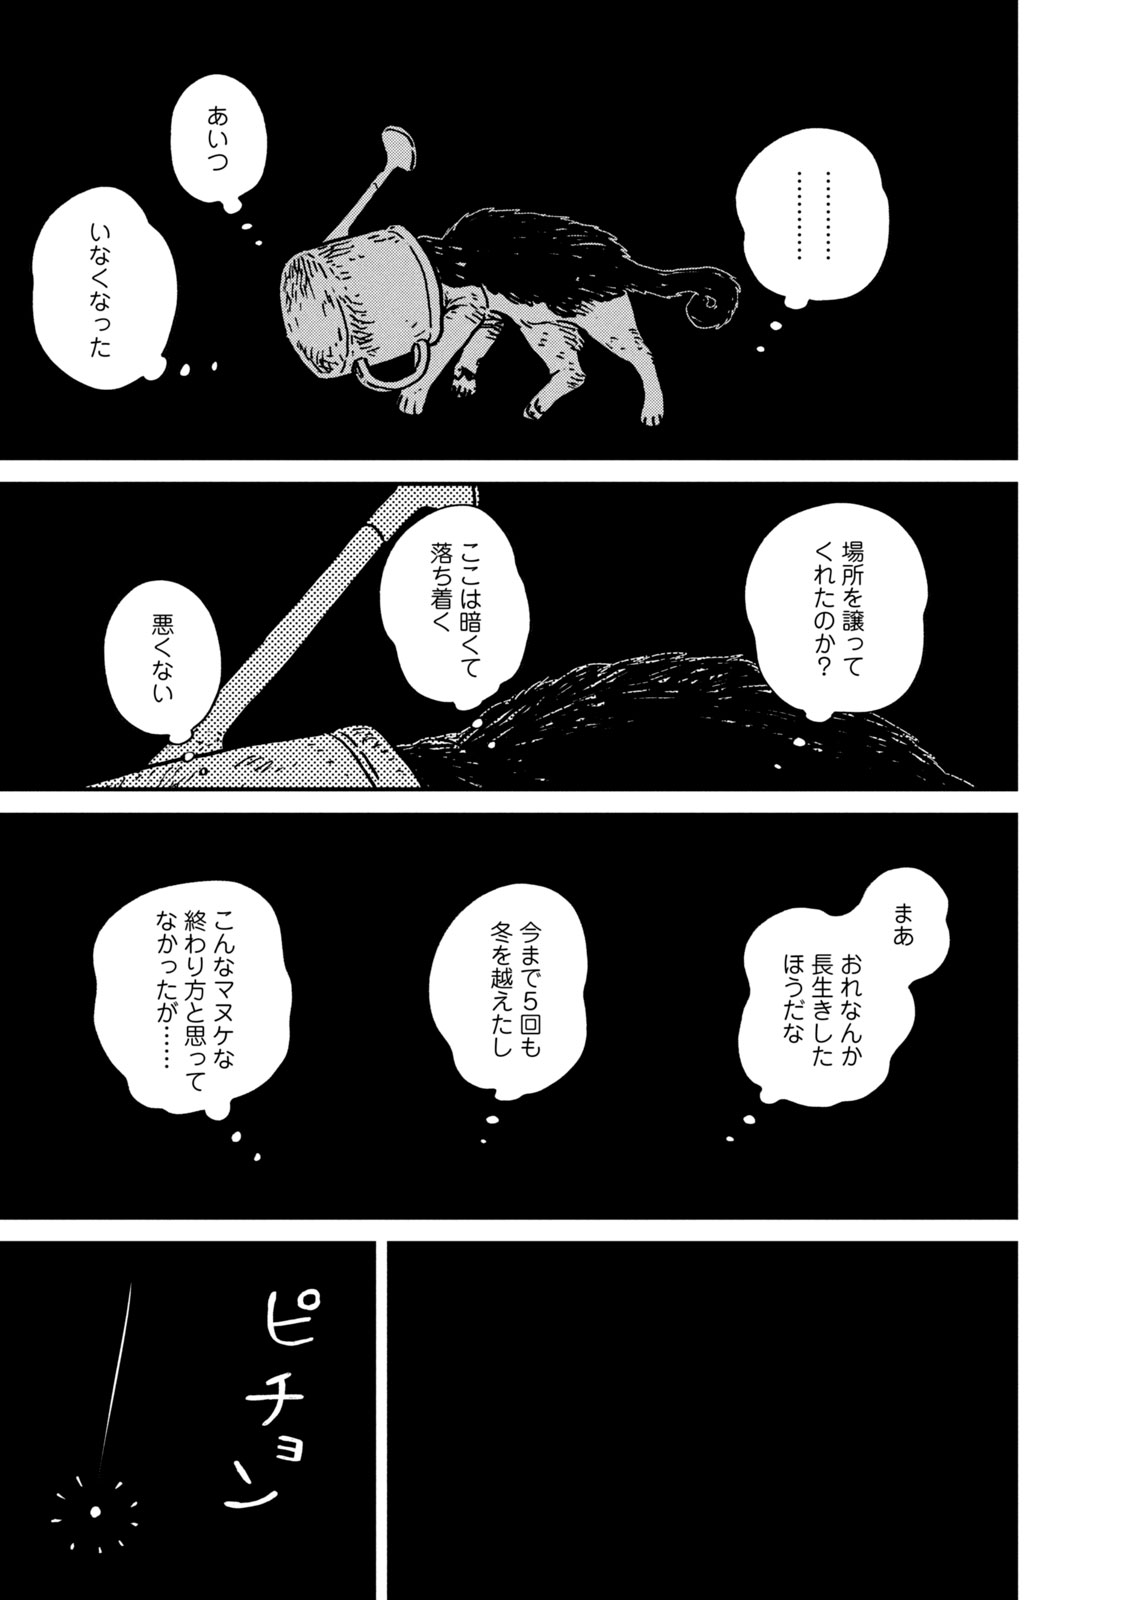 …………
…………
あいつ
いなくなった
場所を譲って
くれたのか？
ここは暗くて
落ち着く
悪くない
まあ
おれなんか
長生きした
ほうだな
今まで5回も
冬を越えたし
こんなマヌケな
終わり方と思って
なかったが……
ピチョン